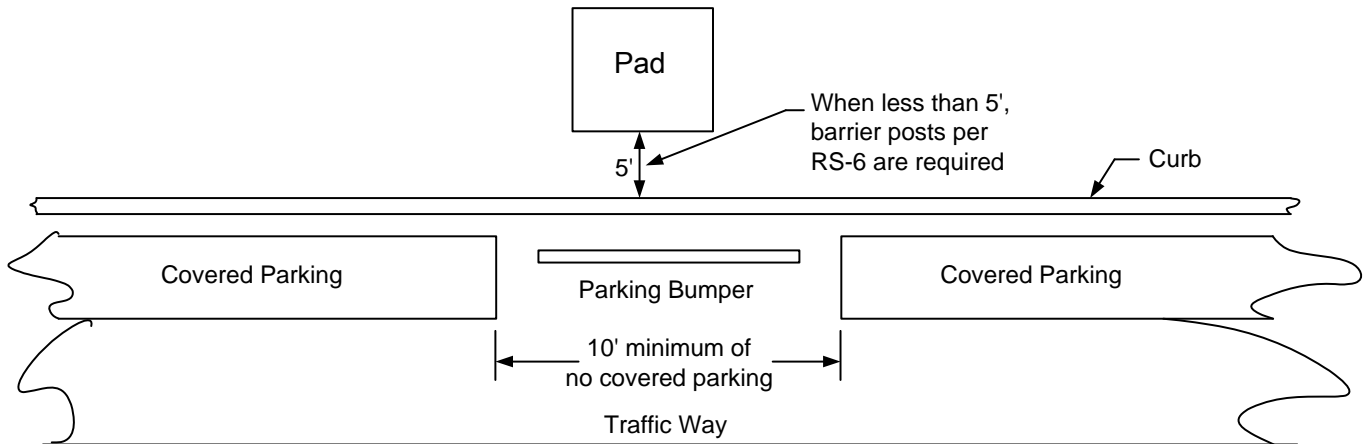 Pad
When less than 5',
barrier posts per
RS-6 are required
5'
Curb
Covered Parking
Parking Bumper
Covered Parking
10' minimum of
no covered parking
Traffic Way